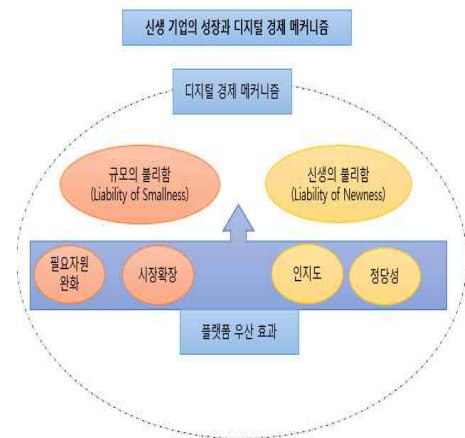 신생 기업의 성장과 디지털 경제 메커니즘
디지털 경제 메커니즘
규모의 불리함
(Liability of Smallness)
신생의 불리함
(Liability of Newness)
필요자원
완화
시장확장
인지도
정당성
플랫폼 우산 효과